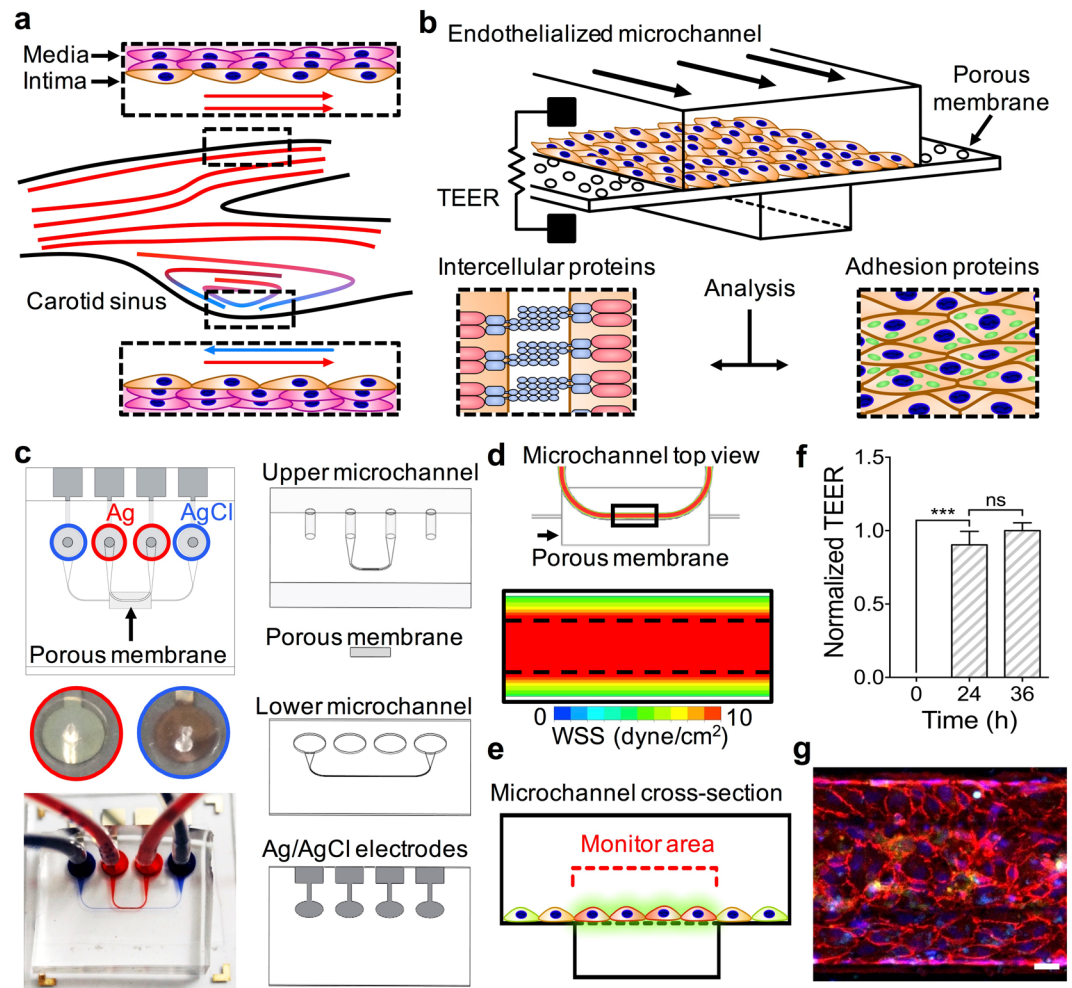 a
Media
Intima
Carotid sinus
b
Endothelialized microchannel
Porous
membrane
TEER
Intercellular proteins
Analysis
Adhesion proteins
c
Ag
AgCl
Porous membrane
Upper microchannel
Porous membrane
Lower microchannel
Ag/AgCl electrodes
d
Microchannel top view
Porous membrane
0
10
WSS (dyne/cm²)
e
Microchannel cross-section
Monitor area
f
Normalized TEER
1.5
1.0
0.5
0.0
***
ns
0
24
36
Time (h)
g